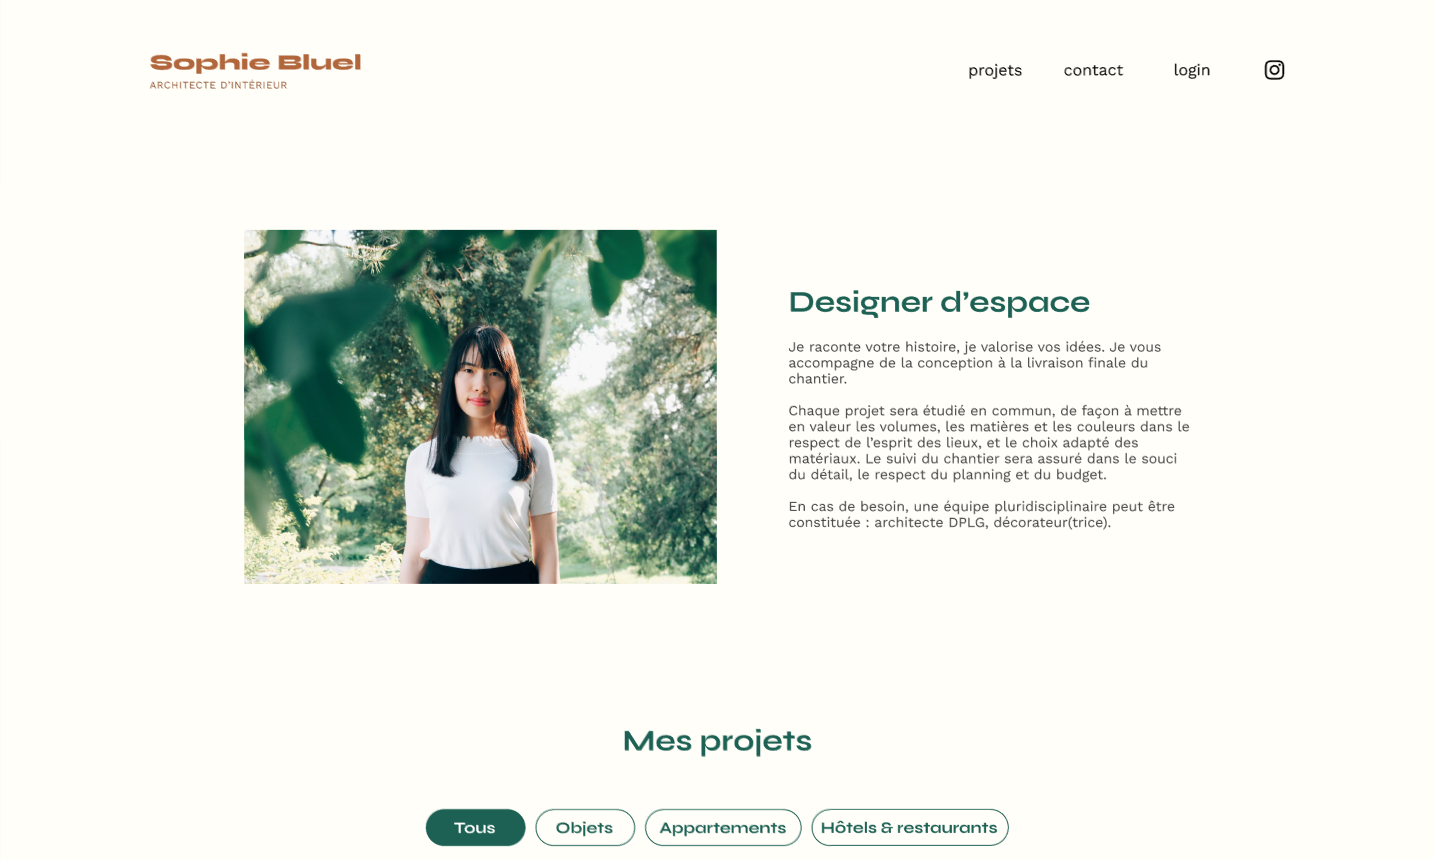 Sophie Bluel
ARCHITECTE D'INTÉRIEUR
projets contact login
Designer d'espace
Je raconte votre histoire, je valorise vos idées. Je vous
accompagne de la conception à la livraison finale du
chantier.
Chaque projet sera étudié en commun, de façon à mettre
en valeur les volumes, les matières et les couleurs dans le
respect de l'esprit des lieux, et le choix adapté des
matériaux. Le suivi du chantier sera assuré dans le souci
du détail, le respect du planning et du budget.
En cas de besoin, une équipe pluridisciplinaire peut être
constituée : architecte DPLG, décorateur(trice).
Mes projets
Tous Objets Appartements Hôtels & restaurants